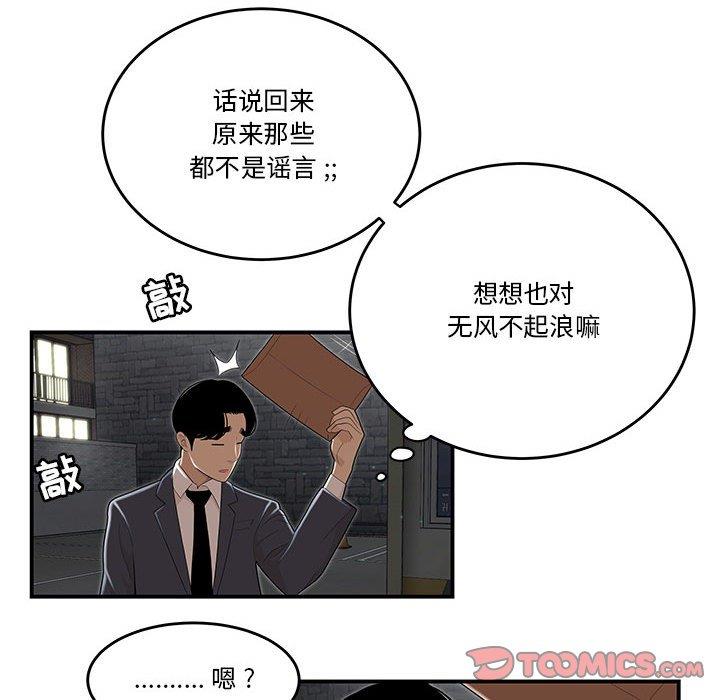 话说回来
原来那些
都不是谣言 ;;
想想也对
无风不起浪嘛
敲
敲
.......... 嗯 ?
TOOMICS.COM